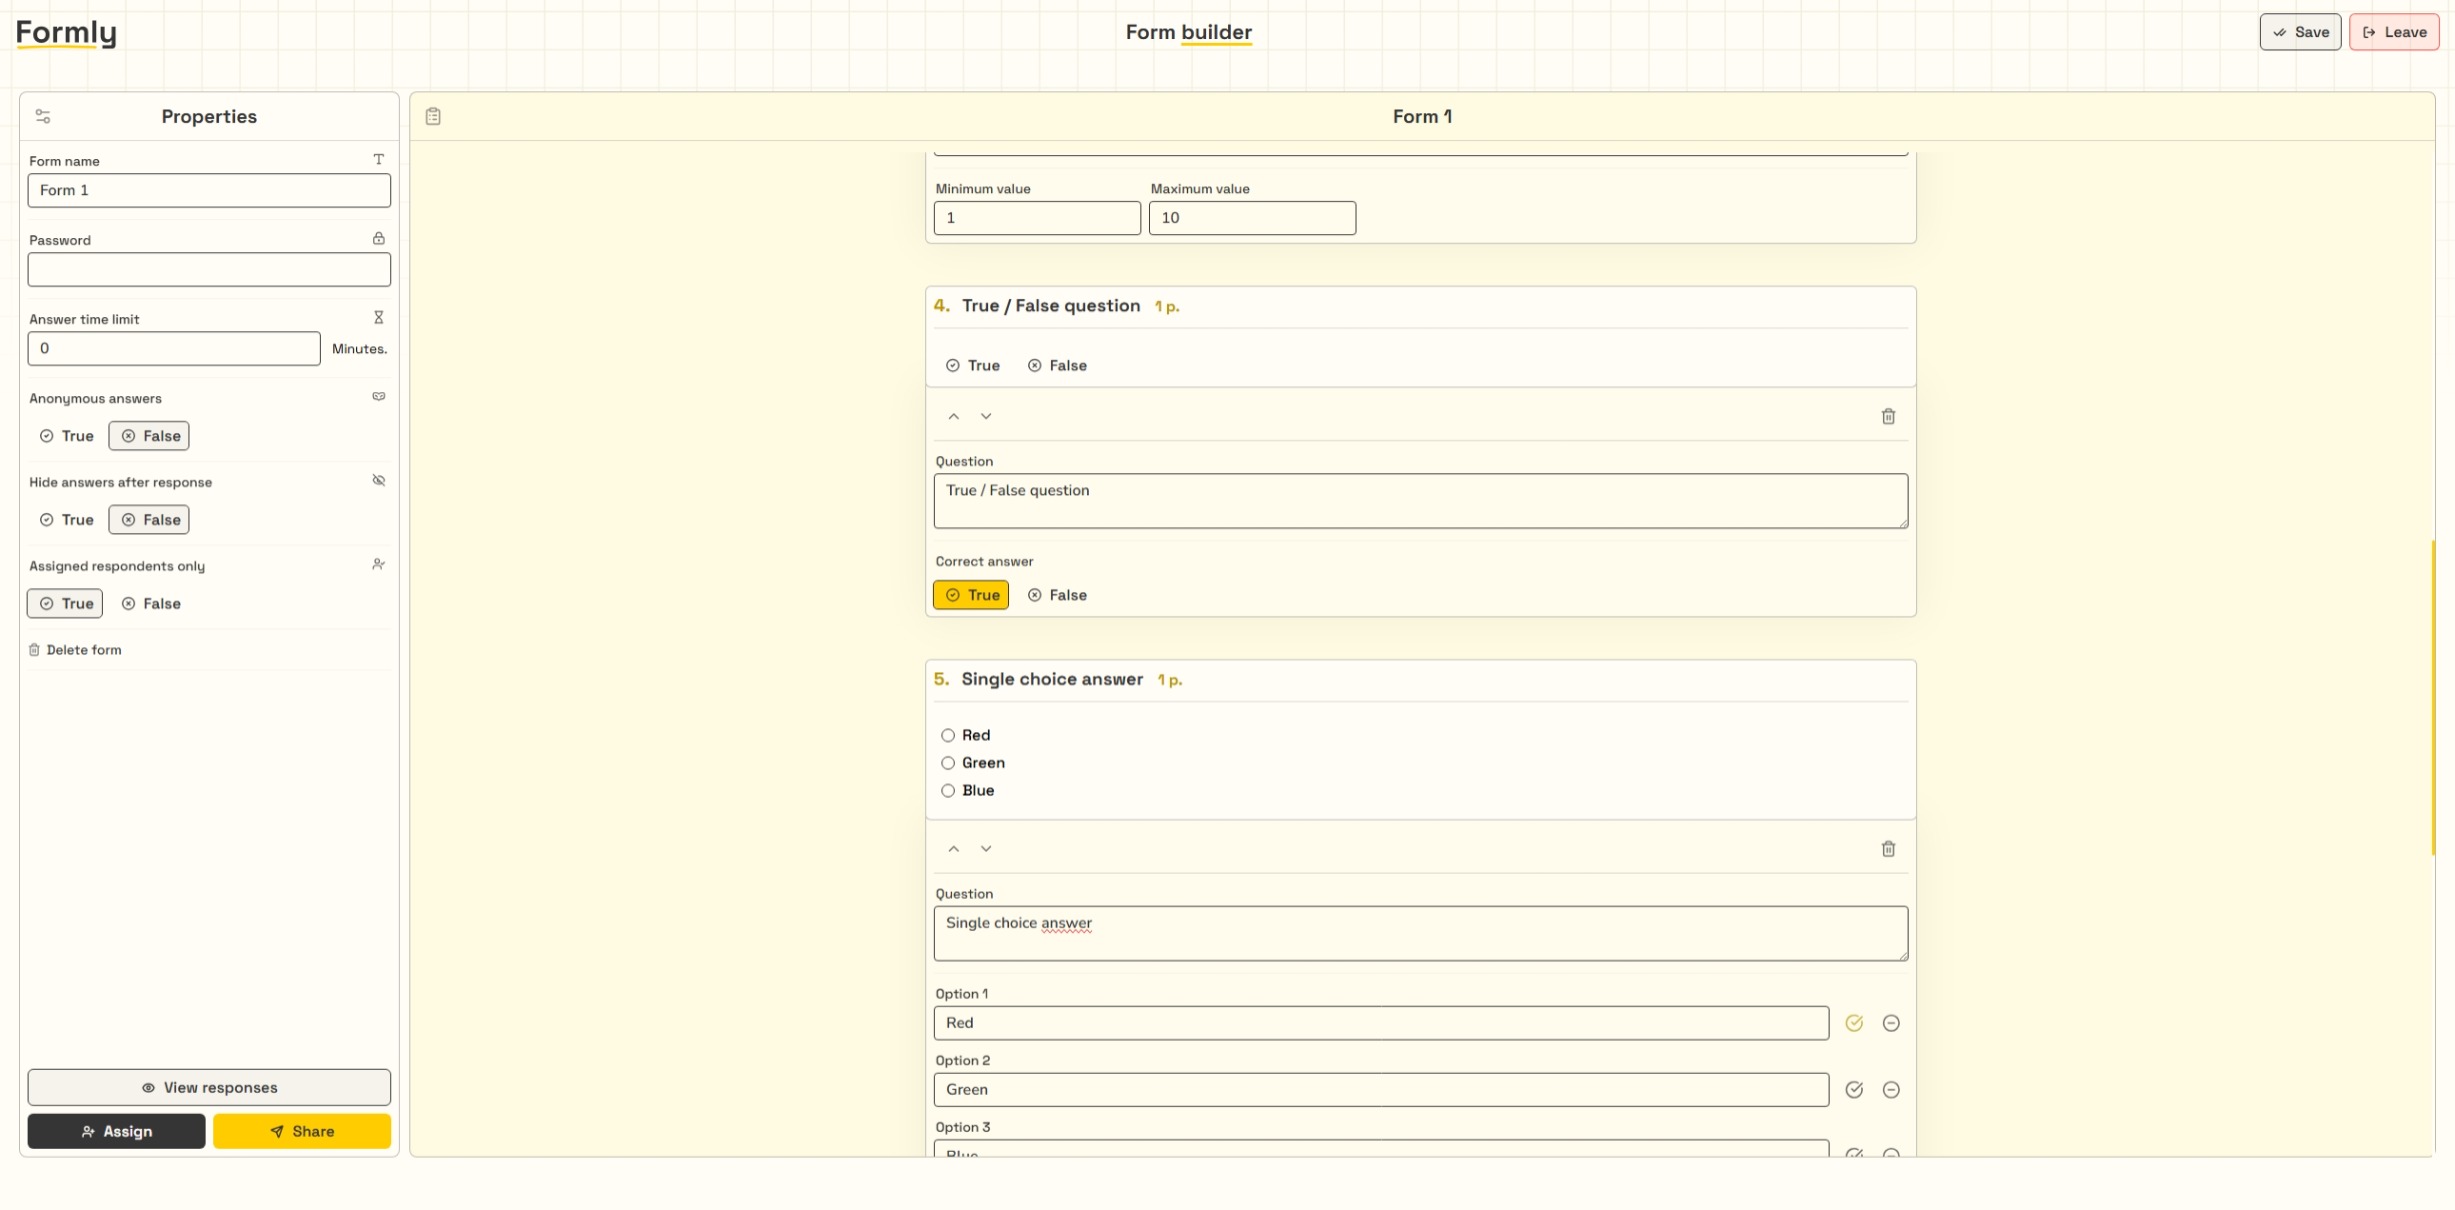 Formly
Form builder
Save
Leave
Properties
Form name
Form 1
Password
Answer time limit
0
Minutes.
Anonymous answers
True
False
Hide answers after response
True
False
Assigned respondents only
True
False
Delete form
View responses
Assign
Share
Form 1
Minimum value
Maximum value
1
10
4. True / False question 1 p.
True
False
Question
True / False question
Correct answer
True
False
5. Single choice answer 1 p.
Red
Green
Blue
Question
Single choice answer
Option 1
Red
Option 2
Green
Option 3
Blue